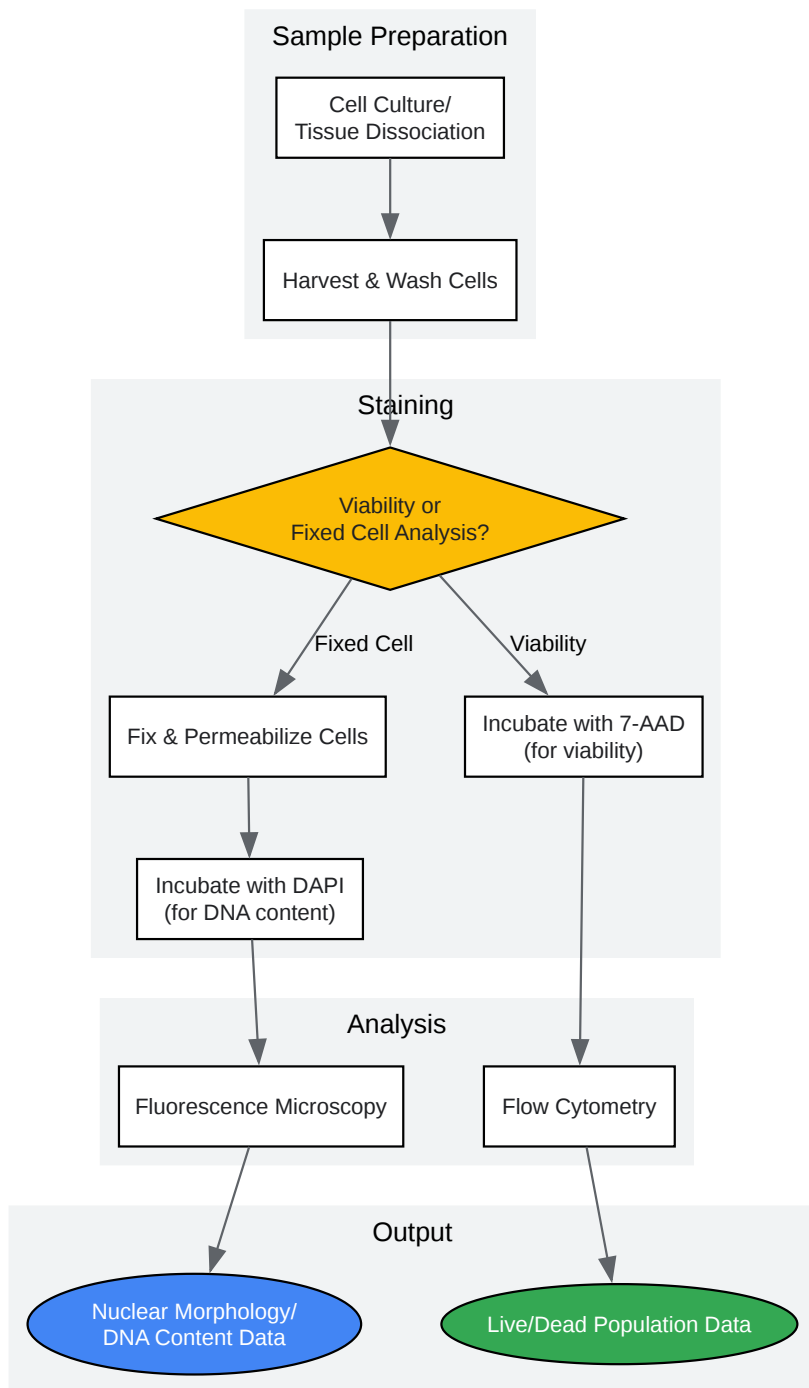 Sample Preparation
Cell Culture/
Tissue Dissociation
Harvest & Wash Cells
Staining
Viability or
Fixed Cell Analysis?
Fixed Cell
Viability
Fix & Permeabilize Cells
Incubate with 7-AAD
(for viability)
Incubate with DAPI
(for DNA content)
Analysis
Fluorescence Microscopy
Flow Cytometry
Output
Nuclear Morphology/
DNA Content Data
Live/Dead Population Data